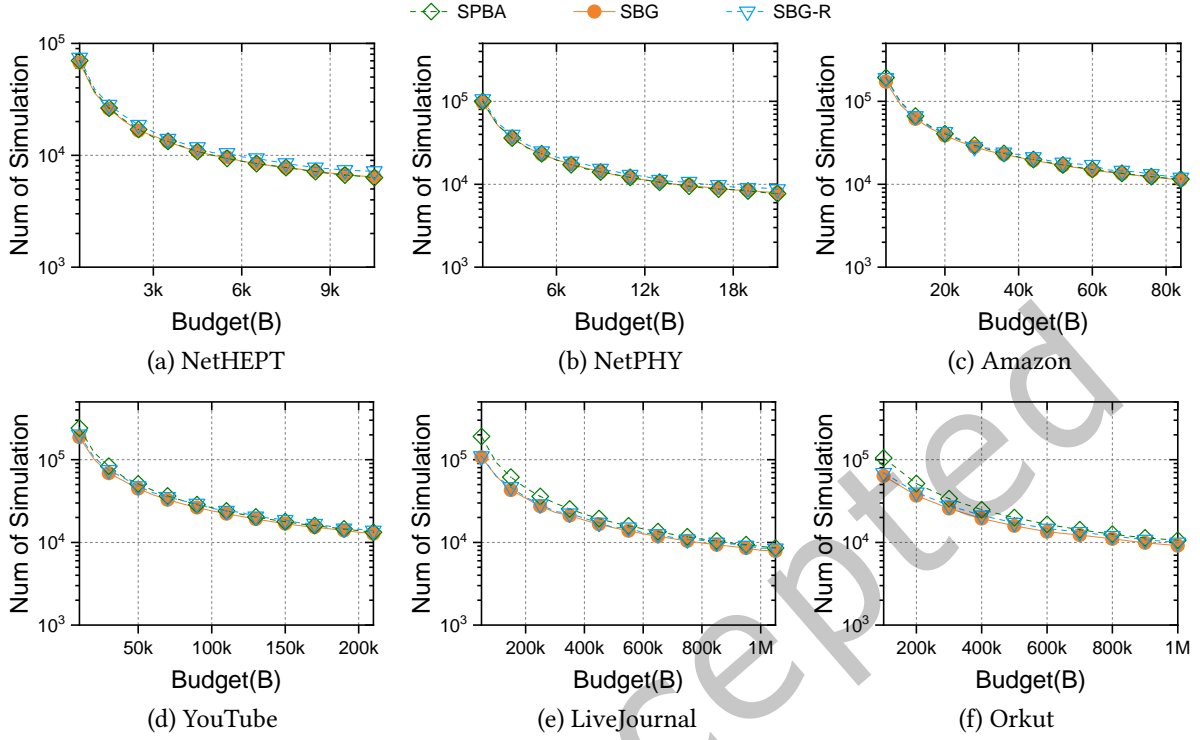 SPBA SBG SBG-R
10^5
10^4
10^3
Num of Simulation
3k 6k 9k
Budget(B)
(a) NetHEPT
10^5
10^4
10^3
Num of Simulation
6k 12k 18k
Budget(B)
(b) NetPHY
10^5
10^4
10^3
Num of Simulation
20k 40k 60k 80k
Budget(B)
(c) Amazon
10^5
10^4
10^3
Num of Simulation
50k 100k 150k 200k
Budget(B)
(d) YouTube
10^5
10^4
10^3
Num of Simulation
200k 400k 600k 800k 1M
Budget(B)
(e) LiveJournal
10^5
10^4
10^3
Num of Simulation
200k 400k 600k 800k 1M
Budget(B)
(f) Orkut
cepted